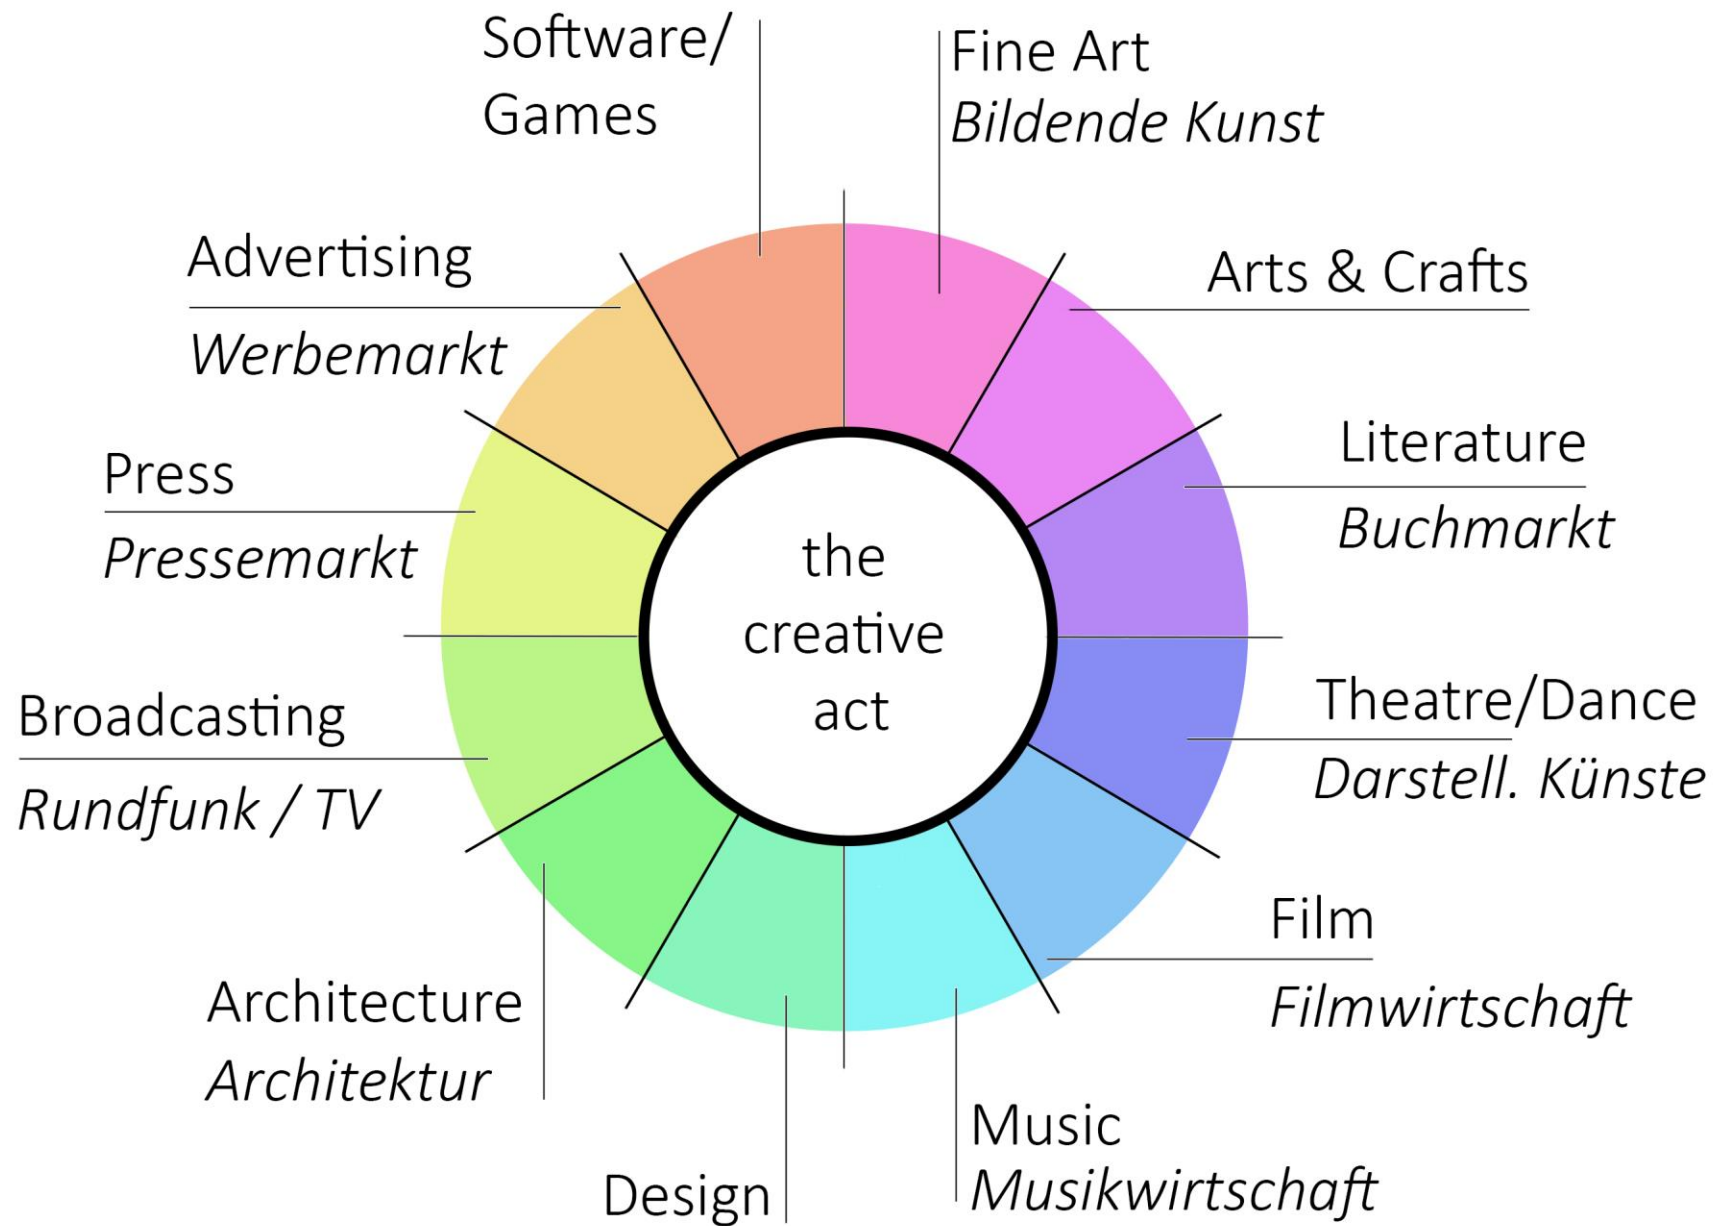 Software/
Games
Fine Art
Bildende Kunst
Arts & Crafts
Literature
Buchmarkt
Theatre/Dance
Darstell. Künste
Film
Filmwirtschaft
Music
Musikwirtschaft
Design
Architecture
Architektur
Broadcasting
Rundfunk / TV
Press
Pressemarkt
Advertising
Werbemarkt
the
creative
act